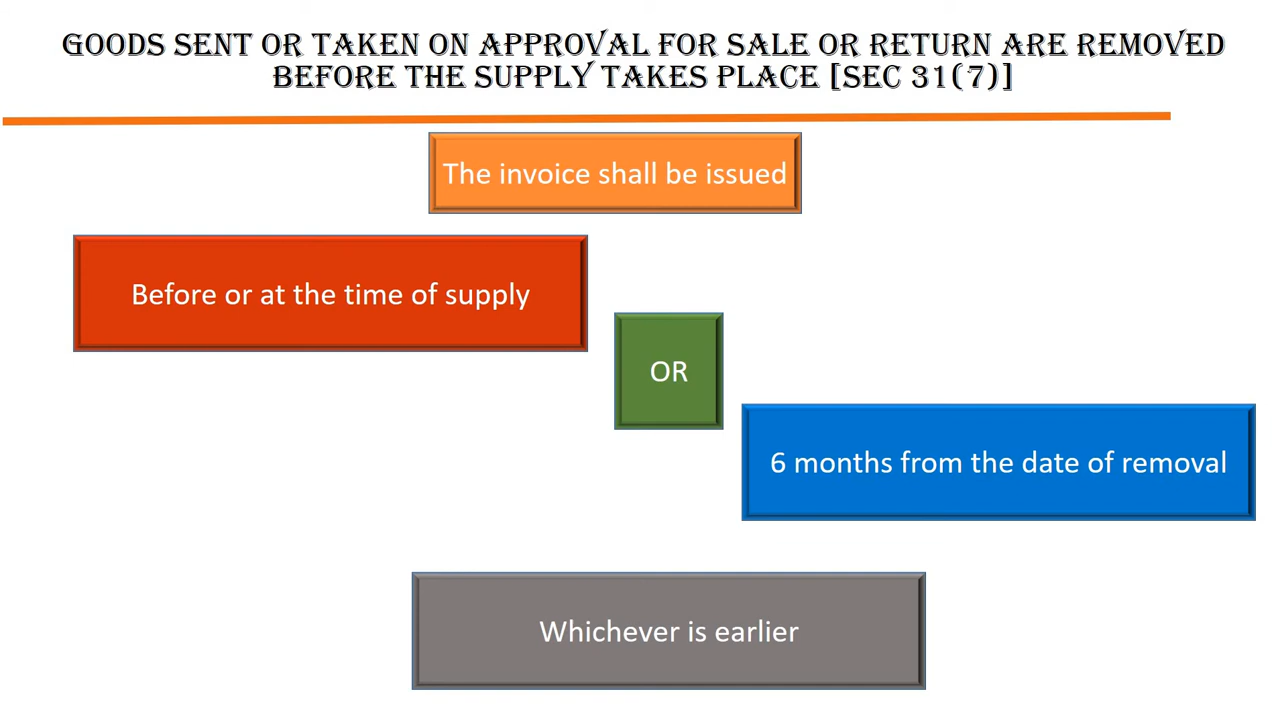 GOODS SENT OR TAKEN ON APPROVAL FOR SALE OR RETURN ARE REMOVED
BEFORE THE SUPPLY TAKES PLACE [SEC 31(7)]
The invoice shall be issued
Before or at the time of supply
OR
6 months from the date of removal
Whichever is earlier